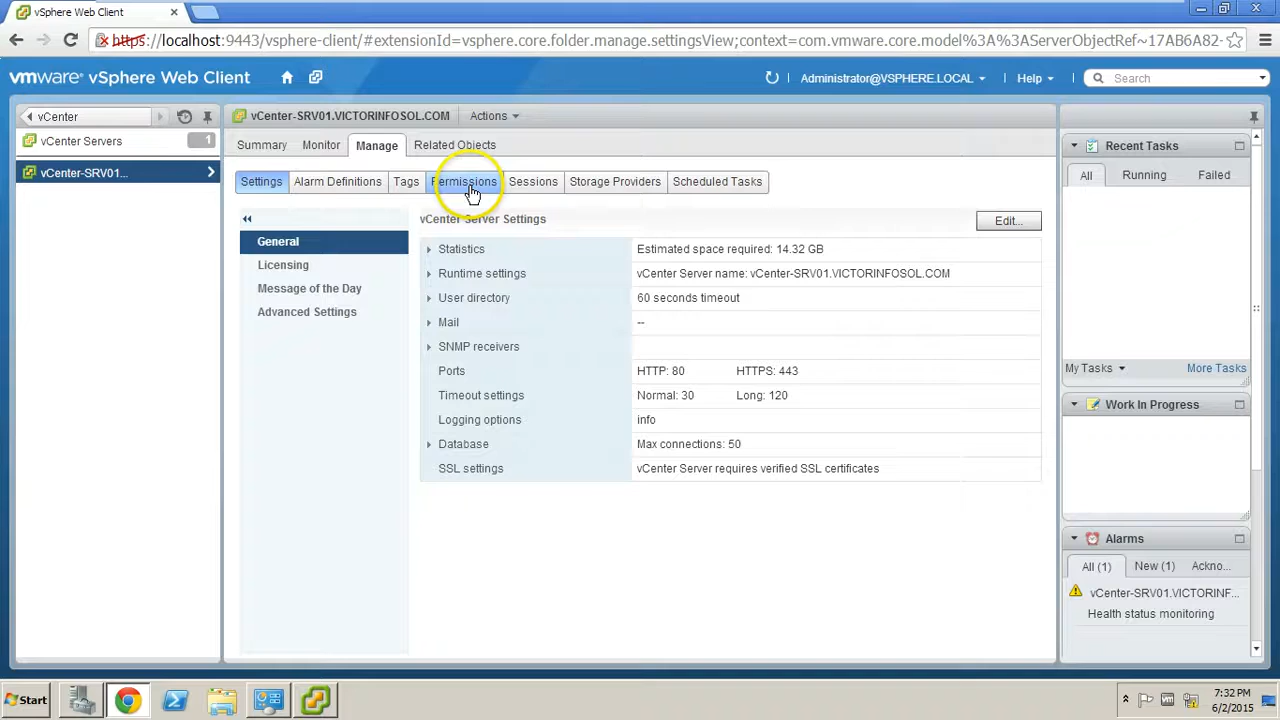 vSphere Web Client
https://localhost:9443/vsphere-client/#extensionId=vsphere.core.folder.manage.settingsView;context=com.vmware.core.model%3A%3AServerObjectRef~17AB6A82-
vmware vSphere Web Client
Administrator@VSPHERE.LOCAL
Help
Search
vCenter
vCenter Servers
1
vCenter-SRV01...
vCenter-SRV01.VICTORINFOSOL.COM
Actions
Summary Monitor Manage Related Objects
Settings Alarm Definitions Tags Permissions Sessions Storage Providers Scheduled Tasks
General
Licensing
Message of the Day
Advanced Settings
vCenter Server Settings
Edit...
Statistics Estimated space required: 14.32 GB
Runtime settings vCenter Server name: vCenter-SRV01.VICTORINFOSOL.COM
User directory 60 seconds timeout
Mail --
SNMP receivers
Ports HTTP: 80 HTTPS: 443
Timeout settings Normal: 30 Long: 120
Logging options info
Database Max connections: 50
SSL settings vCenter Server requires verified SSL certificates
Recent Tasks
All Running Failed
My Tasks More Tasks
Work In Progress
Alarms
All (1) New (1) Ackno...
vCenter-SRV01.VICTORINF...
Health status monitoring
Start
7:32 PM
6/2/2015